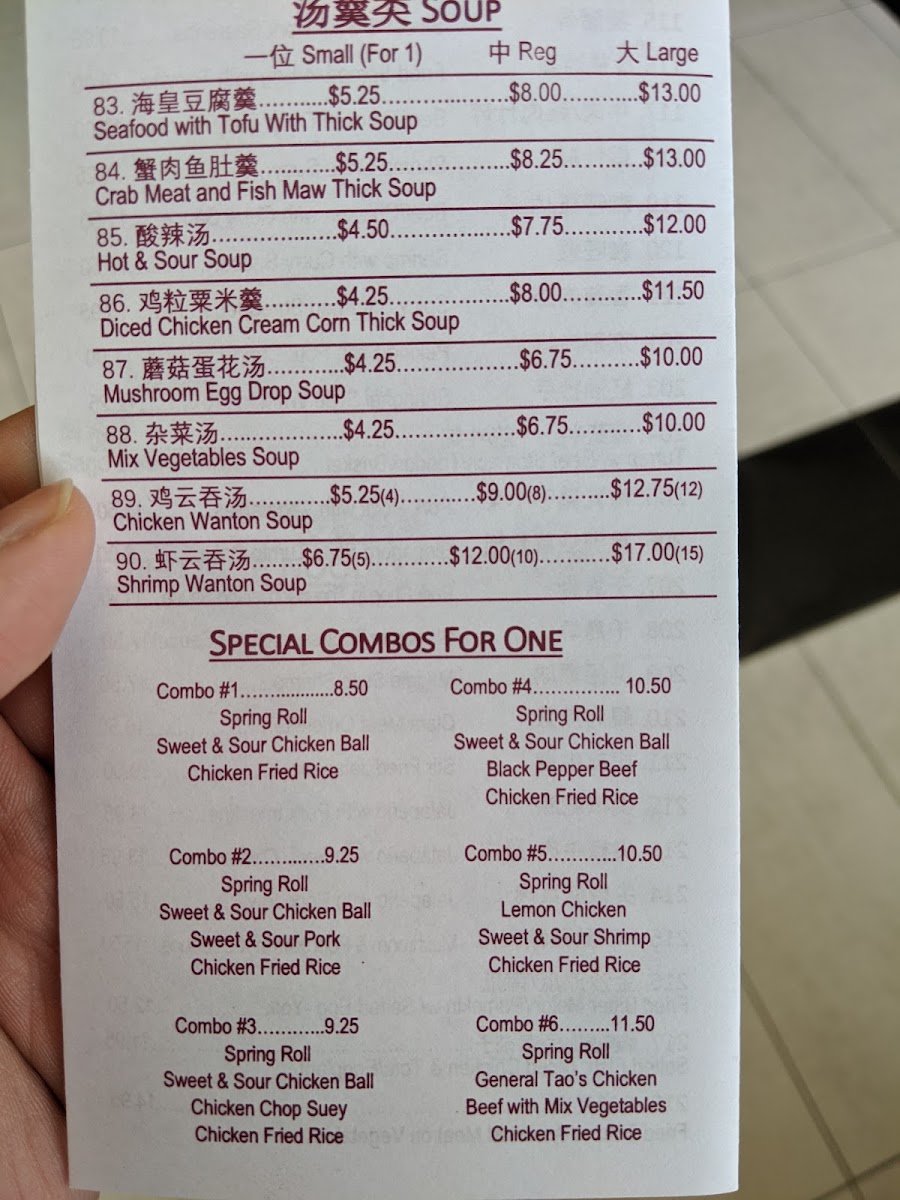 汤羹类 SOUP
一位 Small (For 1) 中 Reg 大 Large
83. 海皇豆腐羹..........$5.25..................$8.00...........$13.00
Seafood with Tofu With Thick Soup
84. 蟹肉鱼肚羹...........$5.25.................$8.25..........$13.00
Crab Meat and Fish Maw Thick Soup
85. 酸辣汤..................$4.50.................$7.75...........$12.00
Hot & Sour Soup
86. 鸡粒粟米羹..........$4.25.................$8.00...........$11.50
Diced Chicken Cream Corn Thick Soup
87. 蘑菇蛋花汤...........$4.25.................$6.75..........$10.00
Mushroom Egg Drop Soup
88. 杂菜汤.................$4.25.................$6.75..........$10.00
Mix Vegetables Soup
89. 鸡云吞汤............$5.25(4)...........$9.00(8).........$12.75(12)
Chicken Wanton Soup
90. 虾云吞汤........$6.75(5)...........$12.00(10)..........$17.00(15)
Shrimp Wanton Soup
SPECIAL COMBOS FOR ONE
Combo #1...............8.50
Spring Roll
Sweet & Sour Chicken Ball
Chicken Fried Rice
Combo #4............... 10.50
Spring Roll
Sweet & Sour Chicken Ball
Black Pepper Beef
Chicken Fried Rice
Combo #2...........9.25
Spring Roll
Sweet & Sour Chicken Ball
Sweet & Sour Pork
Chicken Fried Rice
Combo #5...........10.50
Spring Roll
Lemon Chicken
Sweet & Sour Shrimp
Chicken Fried Rice
Combo #3...........9.25
Spring Roll
Sweet & Sour Chicken Ball
Chicken Chop Suey
Chicken Fried Rice
Combo #6.........11.50
Spring Roll
General Tao's Chicken
Beef with Mix Vegetables
Chicken Fried Rice